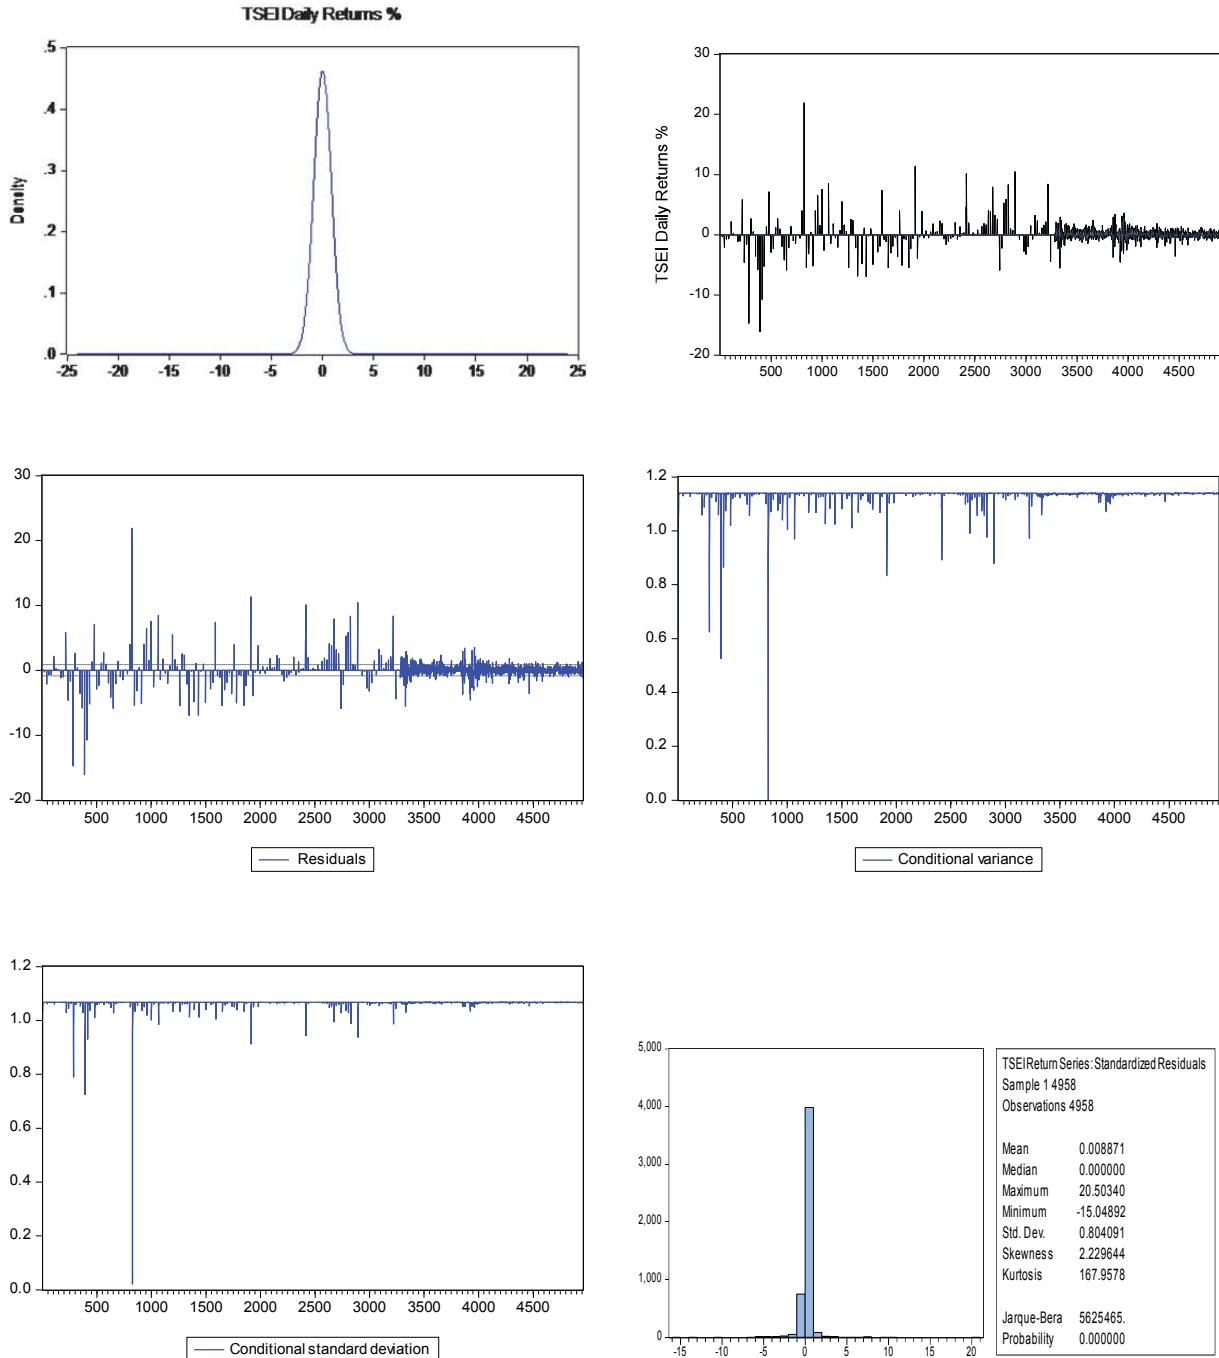 TSEI Daily Returns %
.5
.4
.3
.2
.1
.0
Density
-25 -20 -15 -10 -5 0 5 10 15 20 25
30
20
10
0
-10
-20
TSEI Daily Returns %
500 1000 1500 2000 2500 3000 3500 4000 4500
30
20
10
0
-10
-20
500 1000 1500 2000 2500 3000 3500 4000 4500
Residuals
1.2
1.0
0.8
0.6
0.4
0.2
0.0
500 1000 1500 2000 2500 3000 3500 4000 4500
Conditional variance
1.2
1.0
0.8
0.6
0.4
0.2
0.0
500 1000 1500 2000 2500 3000 3500 4000 4500
Conditional standard deviation
5,000
4,000
3,000
2,000
1,000
0
-15 -10 -5 0 5 10 15 20
TSEI Return Series: Standardized Residuals
Sample 1 4958
Observations 4958
Mean 0.008871
Median 0.000000
Maximum 20.50340
Minimum -15.04892
Std. Dev. 0.804091
Skewness 2.229644
Kurtosis 167.9578
Jarque-Bera 5625465.
Probability 0.000000